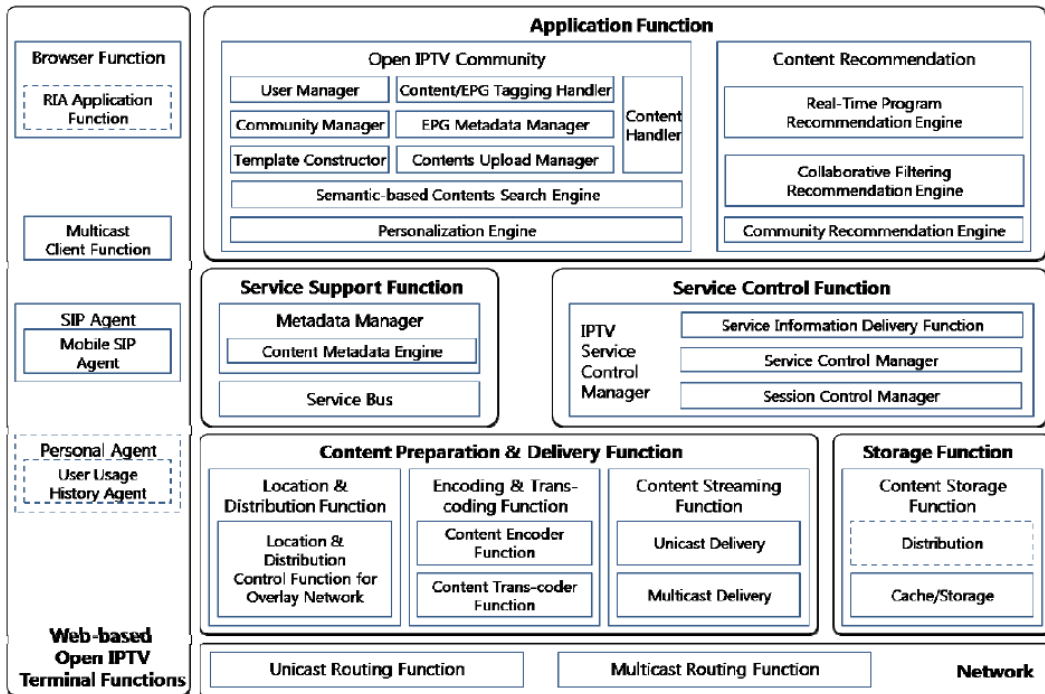 Browser Function
RIA Application
Function
Multicast
Client Function
SIP Agent
Mobile SIP
Agent
Personal Agent
User Usage
History Agent
Web-based
Open IPTV
Terminal Functions
Application Function
Open IPTV Community
User Manager
Content/EPG Tagging Handler
Community Manager
EPG Metadata Manager
Template Constructor
Contents Upload Manager
Content
Handler
Semantic-based Contents Search Engine
Personalization Engine
Content Recommendation
Real-Time Program
Recommendation Engine
Collaborative Filtering
Recommendation Engine
Community Recommendation Engine
Service Support Function
Metadata Manager
Content Metadata Engine
Service Bus
Service Control Function
IPTV
Service
Control
Manager
Service Information Delivery Function
Service Control Manager
Session Control Manager
Content Preparation & Delivery Function
Location &
Distribution Function
Location &
Distribution
Control Function for
Overlay Network
Encoding & Trans-
coding Function
Content Encoder
Function
Content Trans-coder
Function
Content Streaming
Function
Unicast Delivery
Multicast Delivery
Storage Function
Content Storage
Function
Distribution
Cache/Storage
Unicast Routing Function
Multicast Routing Function
Network